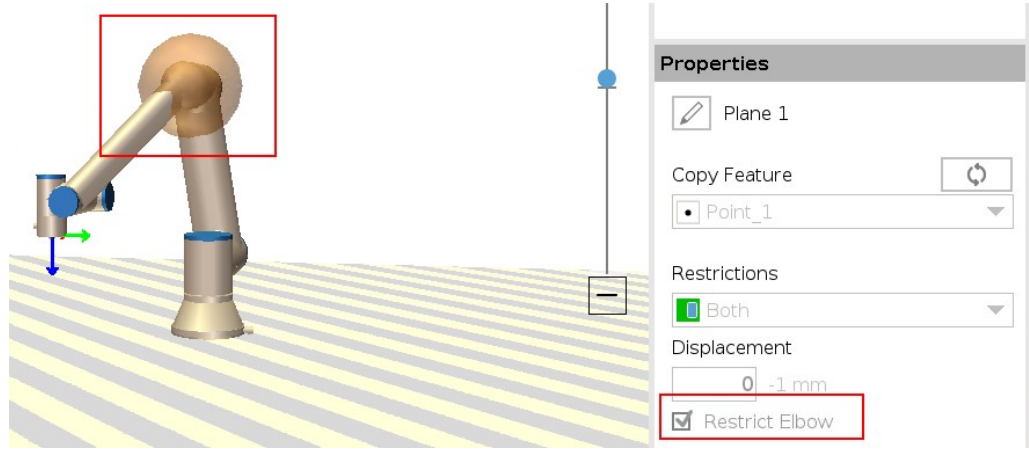 Properties
Plane 1
Copy Feature
Point_1
Restrictions
Both
Displacement
0 -1 mm
Restrict Elbow